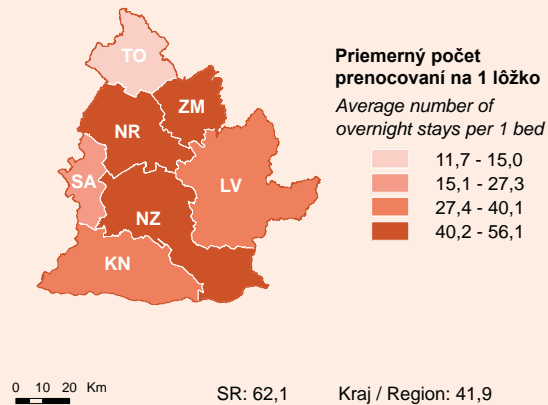 TO
ZM
NR
SA
LV
NZ
KN
Priemerný počet
prenocovaní na 1 lôžko
Average number of
overnight stays per 1 bed
11,7 - 15,0
15,1 - 27,3
27,4 - 40,1
40,2 - 56,1
0 10 20 Km
SR: 62,1 Kraj / Region: 41,9